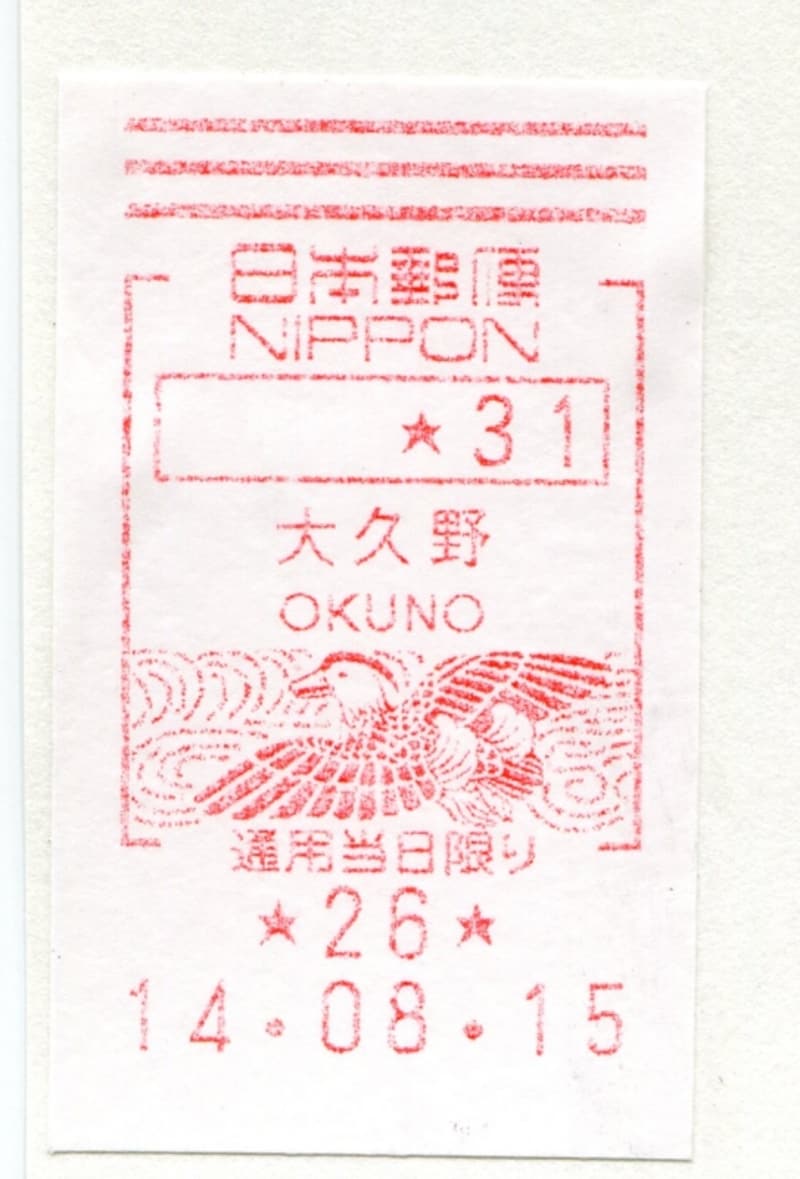 日本郵便
NIPPON
★31
大久野
OKUNO
通用当日限り
★26★
14.08.15